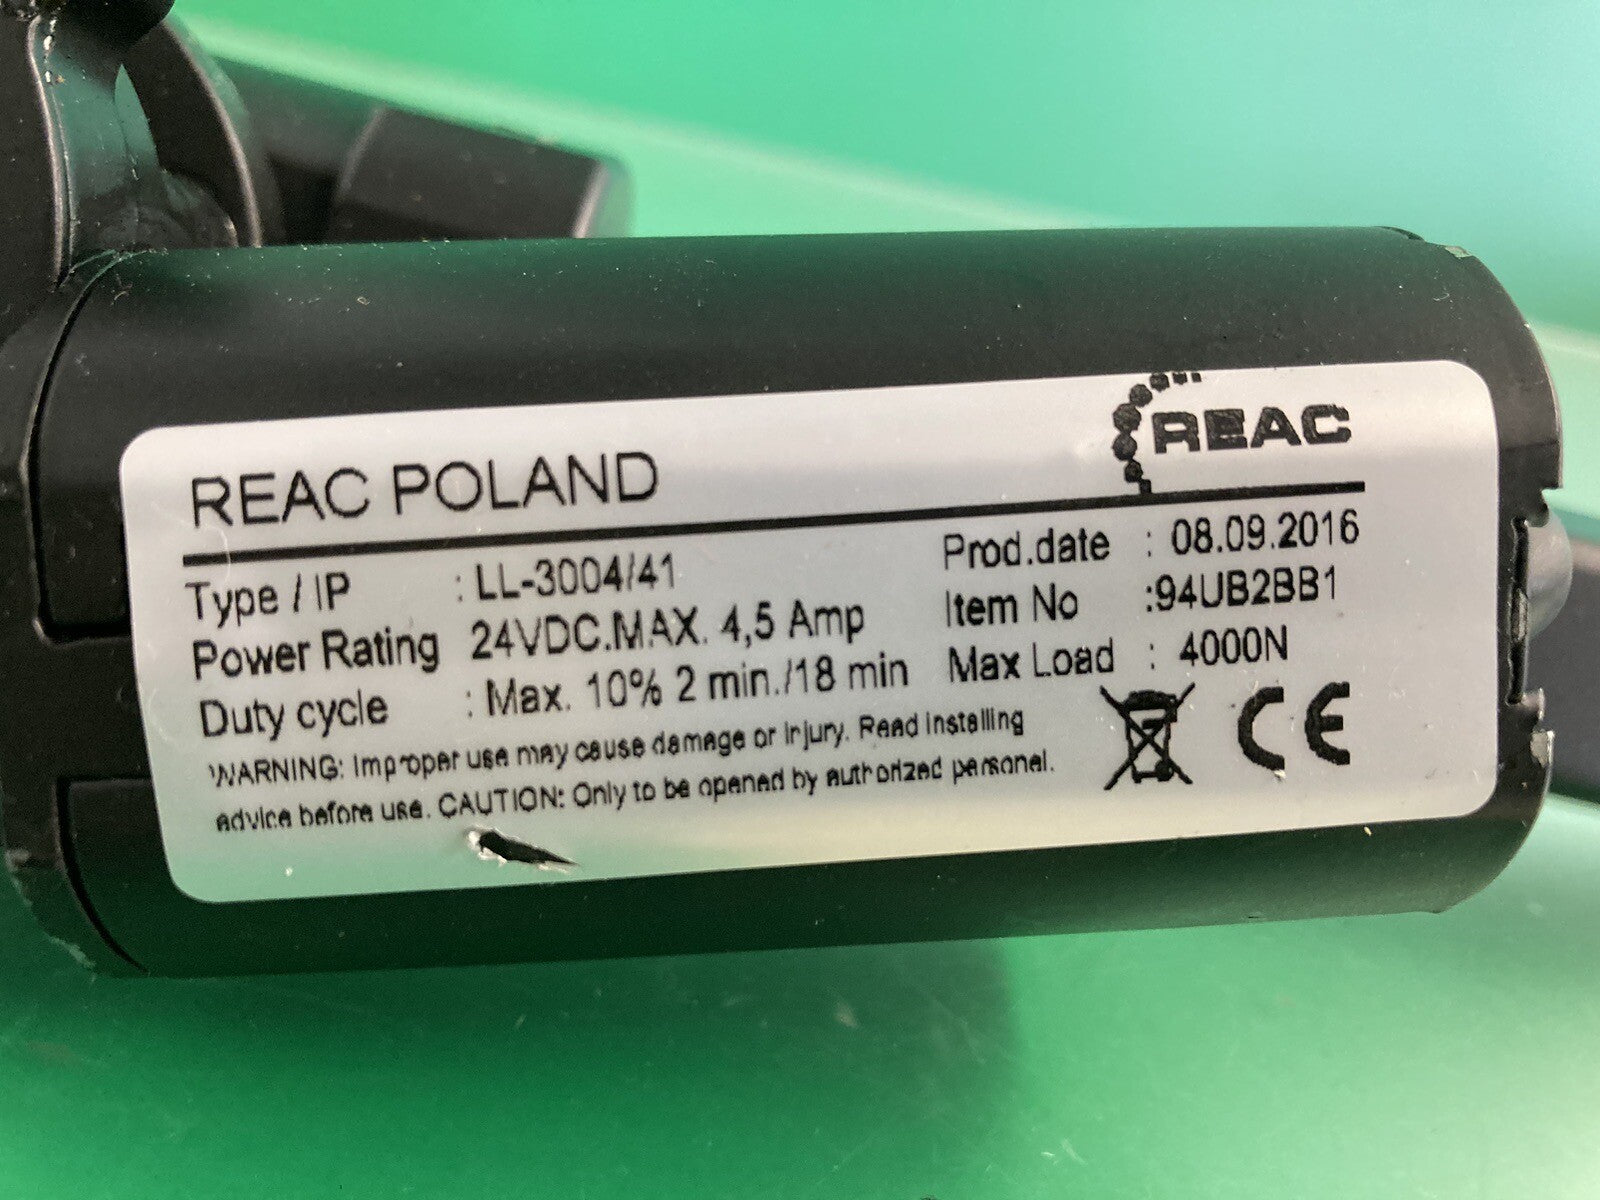 REAC
REAC POLAND
Type / IP : LL-3004/41
Power Rating 24VDC.MAX. 4,5 Amp
Duty cycle : Max. 10% 2 min./18 min
Prod.date : 08.09.2016
Item No :94UB2BB1
Max Load : 4000N
WARNING: Improper use may cause damage or injury. Read installing
advice before use. CAUTION: Only to be opened by authorized personal.
CE